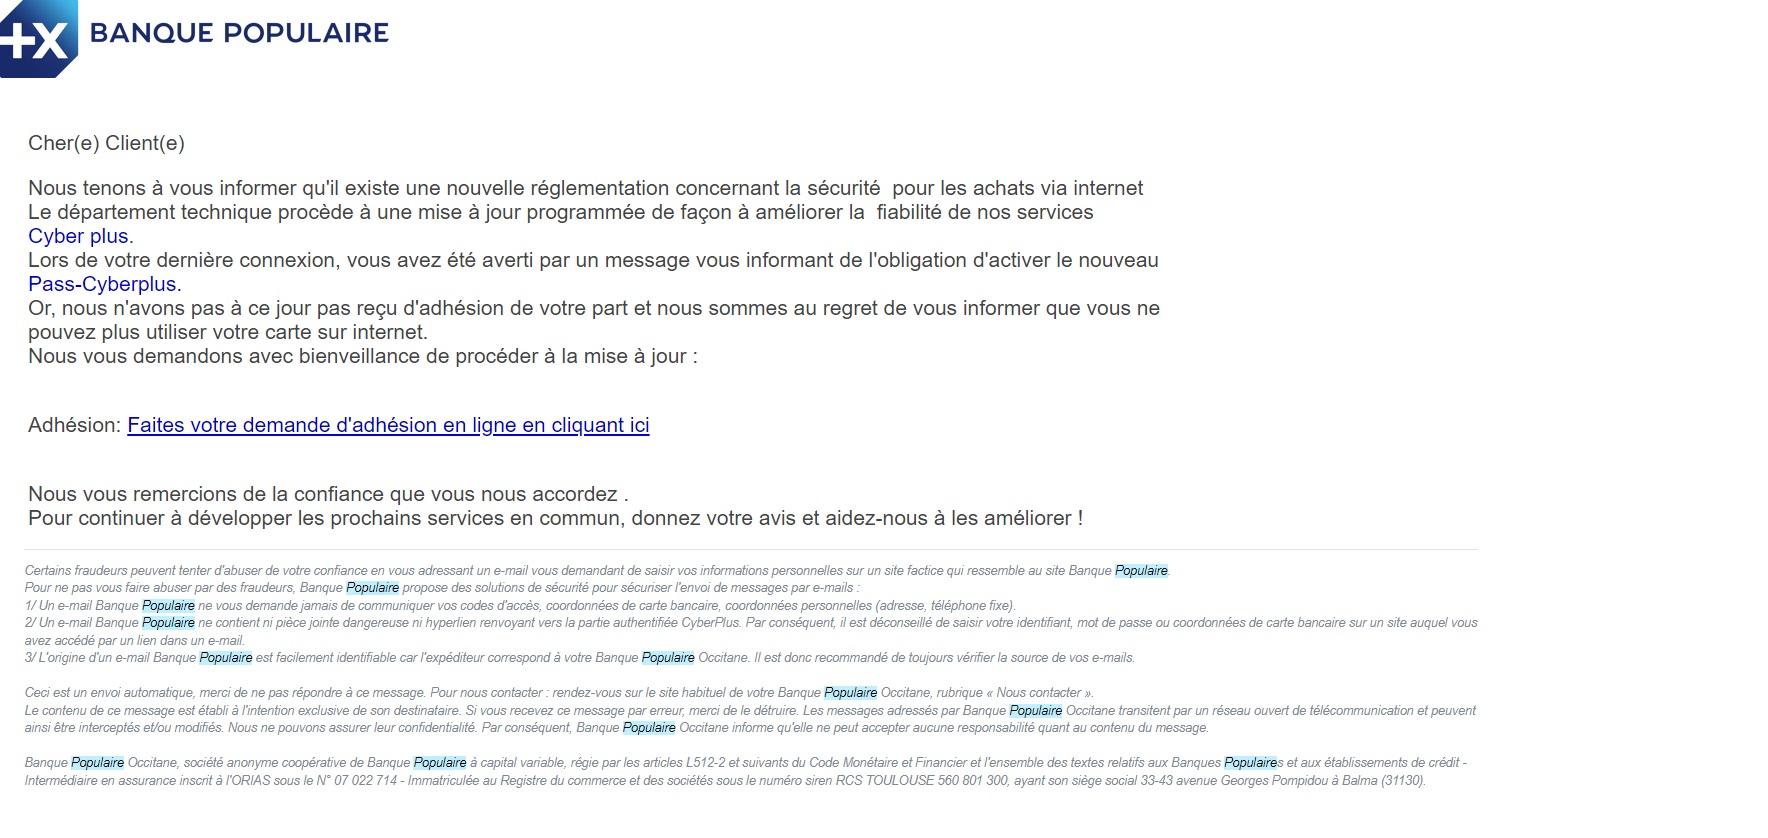 +X BANQUE POPULAIRE
Cher(e) Client(e)
Nous tenons à vous informer qu'il existe une nouvelle réglementation concernant la sécurité  pour les achats via internet
Le département technique procède à une mise à jour programmée de façon à améliorer la  fiabilité de nos services
Cyber plus.
Lors de votre dernière connexion, vous avez été averti par un message vous informant de l'obligation d'activer le nouveau
Pass-Cyberplus.
Or, nous n'avons pas à ce jour pas reçu d'adhésion de votre part et nous sommes au regret de vous informer que vous ne
pouvez plus utiliser votre carte sur internet.
Nous vous demandons avec bienveillance de procéder à la mise à jour :
Adhésion: Faites votre demande d'adhésion en ligne en cliquant ici
Nous vous remercions de la confiance que vous nous accordez .
Pour continuer à développer les prochains services en commun, donnez votre avis et aidez-nous à les améliorer !
Certains fraudeurs peuvent tenter d'abuser de votre confiance en vous adressant un e-mail vous demandant de saisir vos informations personnelles sur un site factice qui ressemble au site Banque Populaire.
Pour ne pas vous faire abuser par des fraudeurs, Banque Populaire propose des solutions de sécurité pour sécuriser l'envoi de messages par e-mails :
1/ Un e-mail Banque Populaire ne vous demande jamais de communiquer vos codes d'accès, coordonnées de carte bancaire, coordonnées personnelles (adresse, téléphone fixe).
2/ Un e-mail Banque Populaire ne contient ni pièce jointe dangereuse ni hyperlien renvoyant vers la partie authentifiée CyberPlus. Par conséquent, il est déconseillé de saisir votre identifiant, mot de passe ou coordonnées de carte bancaire sur un site auquel vous
avez accédé par un lien dans un e-mail.
3/ L'origine d'un e-mail Banque Populaire est facilement identifiable car l'expéditeur correspond à votre Banque Populaire Occitane. Il est donc recommandé de toujours vérifier la source de vos e-mails.
Ceci est un envoi automatique, merci de ne pas répondre à ce message. Pour nous contacter : rendez-vous sur le site habituel de votre Banque Populaire Occitane, rubrique « Nous contacter ».
Le contenu de ce message est établi à l'intention exclusive de son destinataire. Si vous recevez ce message par erreur, merci de le détruire. Les messages adressés par Banque Populaire Occitane transitent par un réseau ouvert de télécommunication et peuvent
ainsi être interceptés et/ou modifiés. Nous ne pouvons assurer leur confidentialité. Par conséquent, Banque Populaire Occitane informe qu'elle ne peut accepter aucune responsabilité quant au contenu du message.
Banque Populaire Occitane, société anonyme coopérative de Banque Populaire à capital variable, régie par les articles L512-2 et suivants du Code Monétaire et Financier et l'ensemble des textes relatifs aux Banques Populaires et aux établissements de crédit -
Intermédiaire en assurance inscrit à l'ORIAS sous le N° 07 022 714 - Immatriculée au Registre du commerce et des sociétés sous le numéro siren RCS TOULOUSE 560 801 300, ayant son siège social 33-43 avenue Georges Pompidou à Balma (31130).